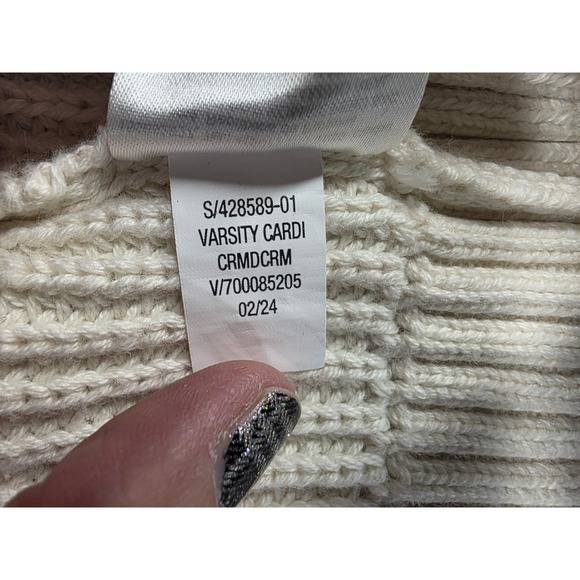 S/428589-01
VARSITY CARDI
CRMDCRM
V/700085205
02/24